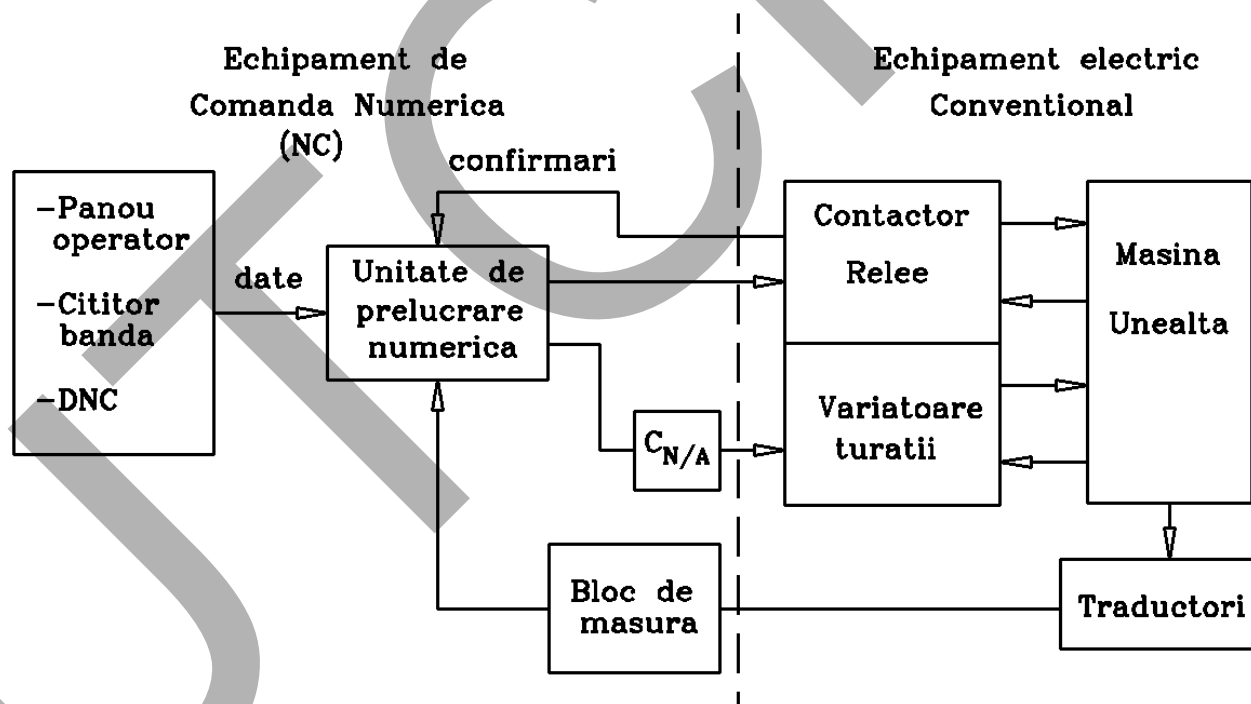 Echipament de
Comanda Numerica
(NC)
Echipament electric
Conventional
confirmari
-Panou
operator
-Cititor
banda
-DNC
date
Unitate de
prelucrare
numerica
C_N/A
Contactor
Relee
Variatoare
turatii
Masina
Unealta
Bloc de
masura
Traductori